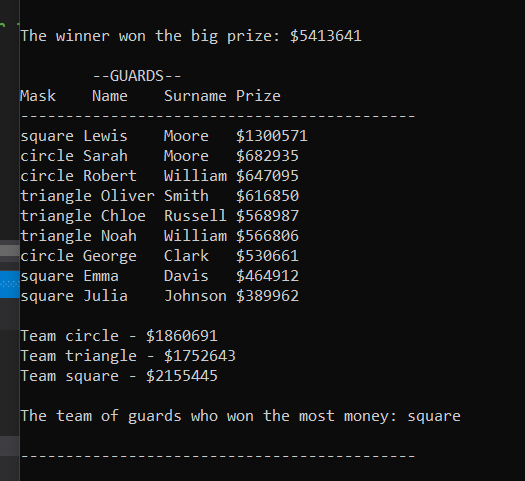 The winner won the big prize: $5413641
--GUARDS--
Mask Name Surname Prize
--------------------------------------------
square Lewis Moore $1300571
circle Sarah Moore $682935
circle Robert William $647095
triangle Oliver Smith $616850
triangle Chloe Russell $568987
triangle Noah William $566806
circle George Clark $530661
square Emma Davis $464912
square Julia Johnson $389962
Team circle - $1860691
Team triangle - $1752643
Team square - $2155445
The team of guards who won the most money: square
--------------------------------------------